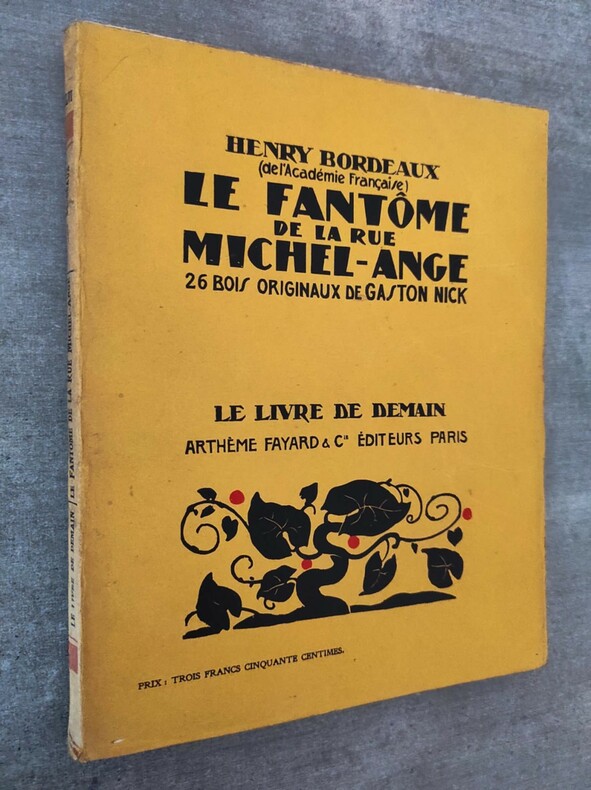 HENRY BORDEAUX
(de l'Académie Française)
LE FANTÔME
DE LA RUE
MICHEL-ANGE
26 BOIS ORIGINAUX DE GASTON NICK
LE LIVRE DE DEMAIN
ARTHÈME FAYARD & Cie ÉDITEURS PARIS
PRIX : TROIS FRANCS CINQUANTE CENTIMES.
LE LIVRE DE DEMAIN
LE FANTÔME DE LA RUE MICHEL-